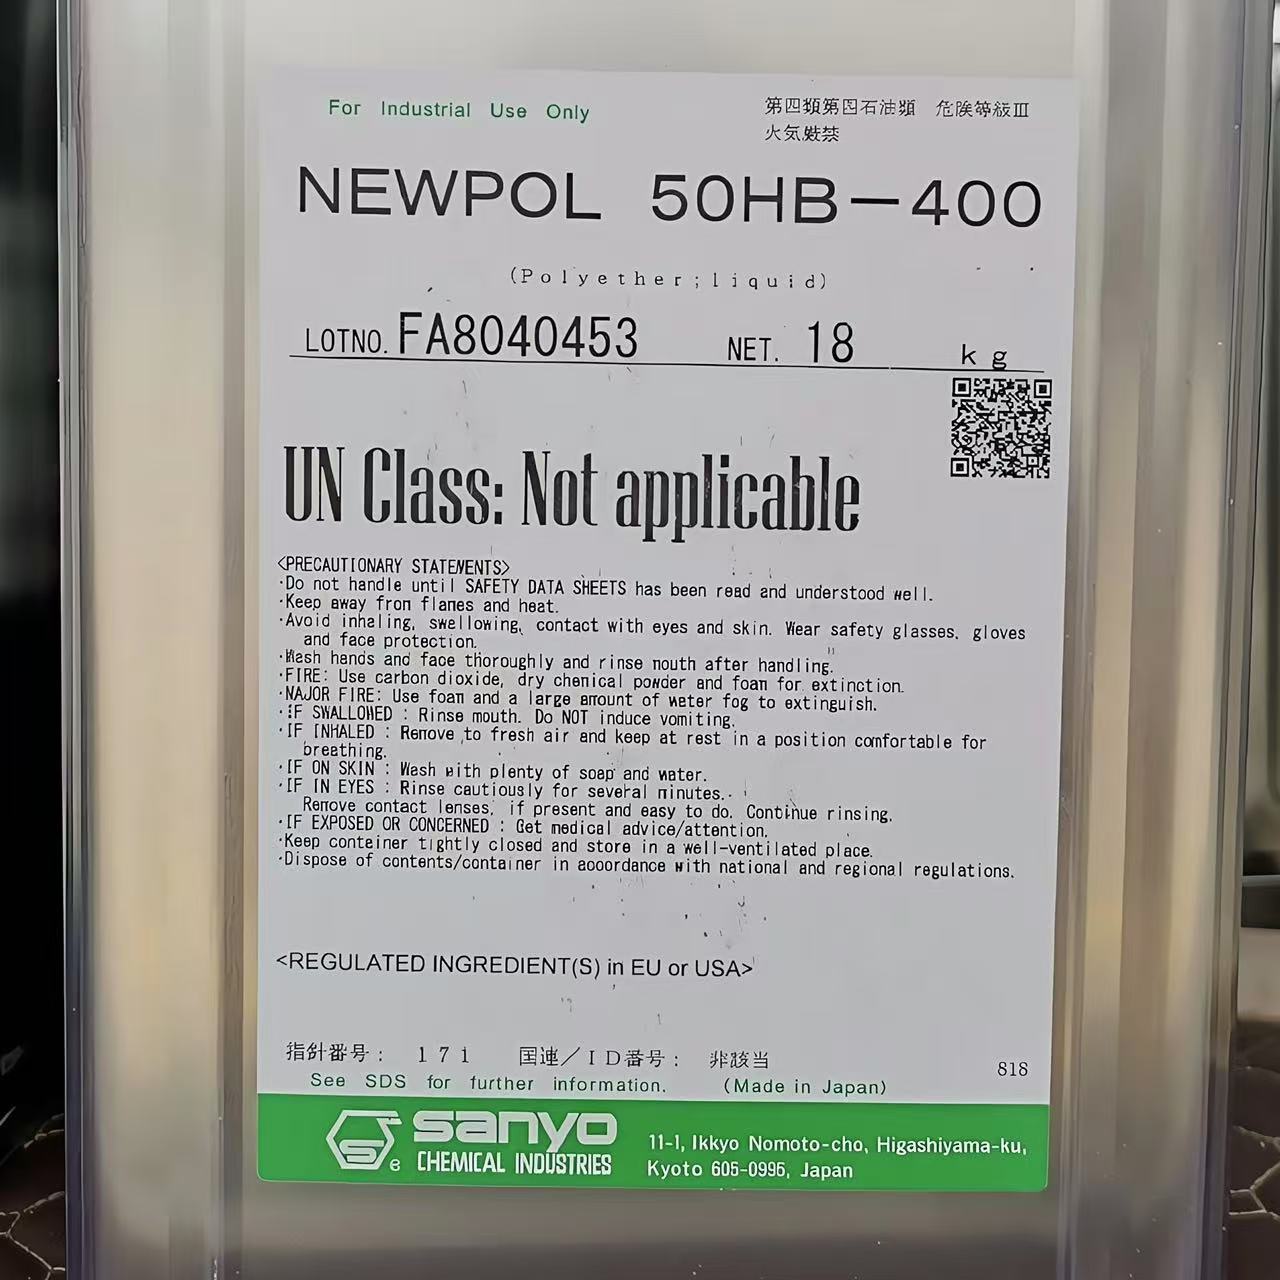 For Industrial Use Only
第四類第四石油類 危険等級Ⅲ
火気厳禁
NEWPOL 50HB-400
(Polyether;liquid)
LOTNO. FA8040453 NET. 18 kg
UN Class: Not applicable
<PRECAUTIONARY STATEMENTS>
·Do not handle until SAFETY DATA SHEETS has been read and understood well.
·Keep away from flames and heat.
·Avoid inhaling, swallowing, contact with eyes and skin. Wear safety glasses, gloves
and face protection.
·Wash hands and face thoroughly and rinse mouth after handling.
·FIRE: Use carbon dioxide, dry chemical powder and foam for extinction.
·MAJOR FIRE: Use foam and a large amount of water fog to extinguish.
·IF SWALLOWED : Rinse mouth. Do NOT induce vomiting.
·IF INHALED : Remove to fresh air and keep at rest in a position comfortable for
breathing.
·IF ON SKIN : Wash with plenty of soap and water.
·IF IN EYES : Rinse cautiously for several minutes.
Remove contact lenses, if present and easy to do. Continue rinsing.
·IF EXPOSED OR CONCERNED : Get medical advice/attention.
·Keep container tightly closed and store in a well-ventilated place.
·Dispose of contents/container in accordance with national and regional regulations.
<REGULATED INGREDIENT(S) in EU or USA>
指針番号： 171 国連／ID番号： 非該当
818
See SDS for further information. (Made in Japan)
sanyo
CHEMICAL INDUSTRIES
11-1, Ikkyo Nomoto-cho, Higashiyama-ku,
Kyoto 605-0995, Japan